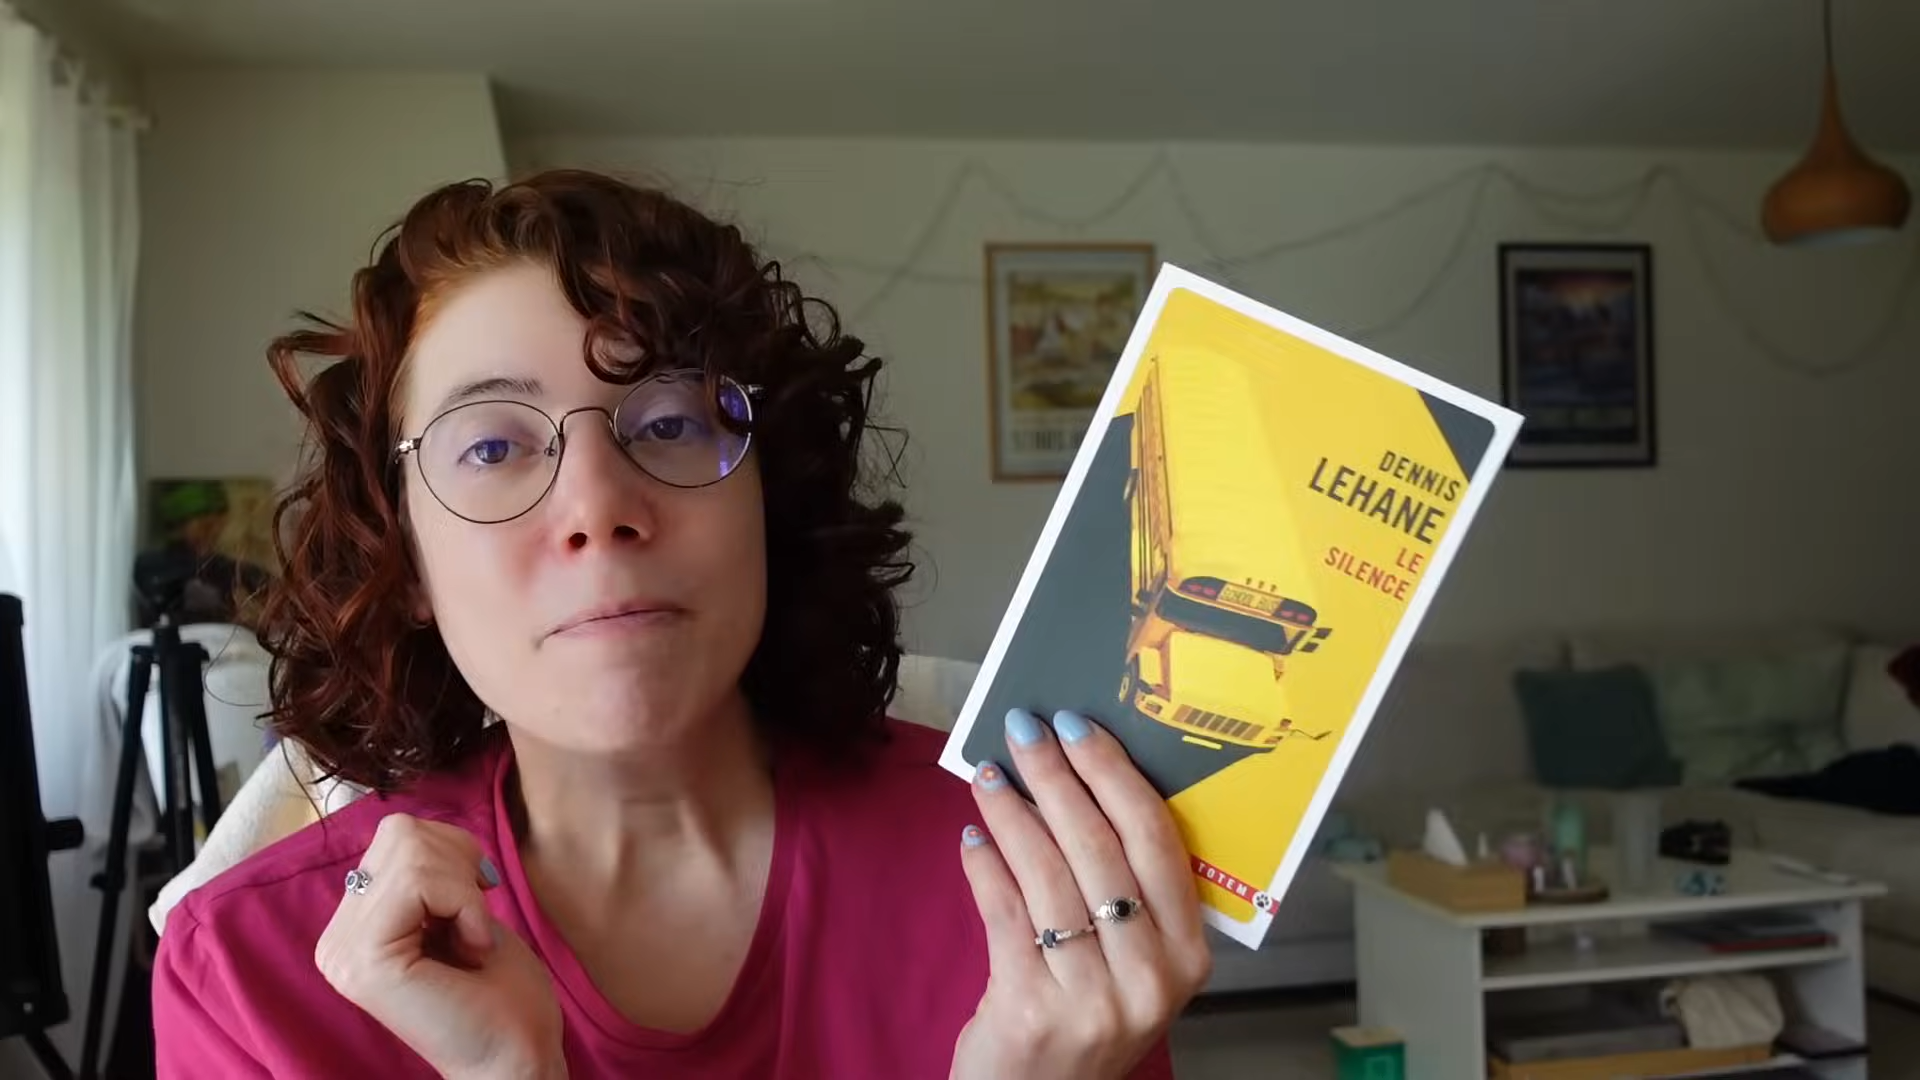 DENNIS
LEHANE
LE
SILENCE
SCHOOL BUS
TOTEM